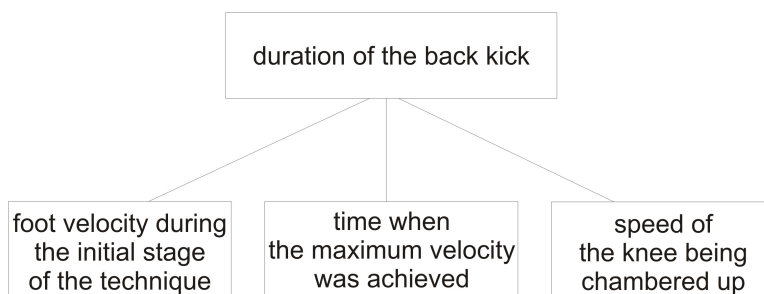 duration of the back kick
foot velocity during
the initial stage
of the technique
time when
the maximum velocity
was achieved
speed of
the knee being
chambered up